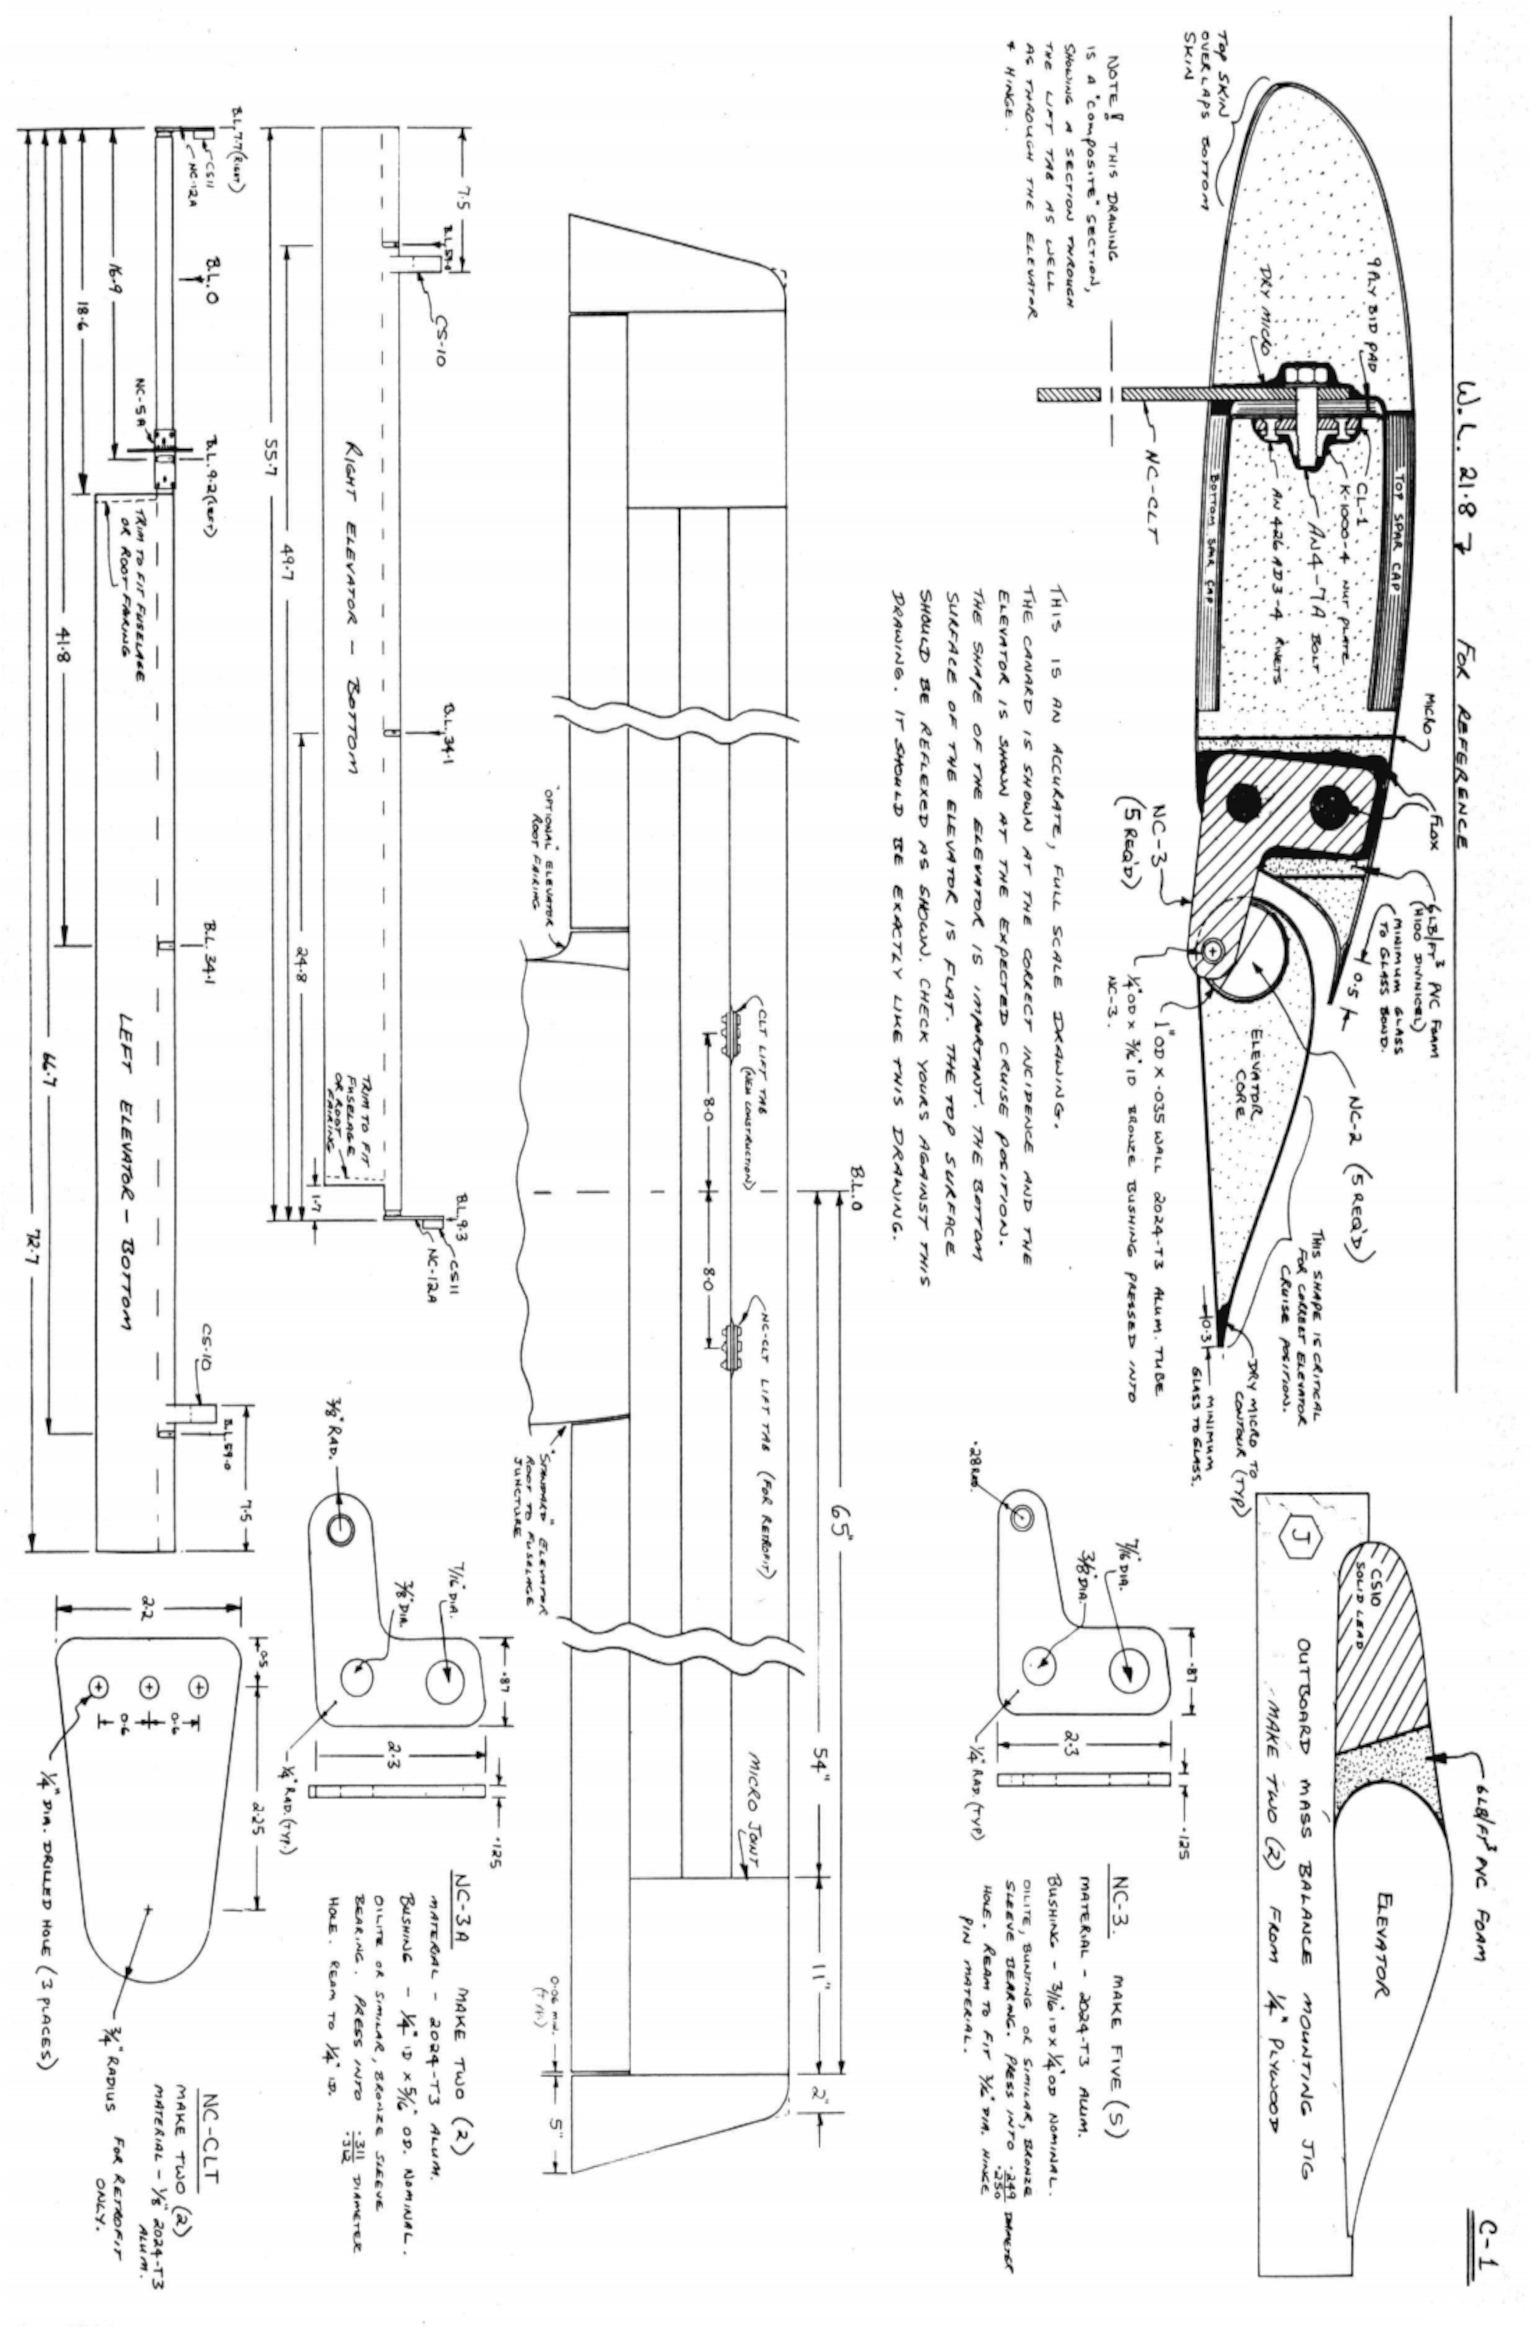 C-1
W.L. 21.8
FOR REFERENCE
TOP SKIN
OVERLAPS BOTTOM
SKIN
9 PLY BID PAD
DRY MICRO
TOP SPAR CAP
CL-1
K-1000-4 NUT PLATE
AN4-7A BOLT
AN 426 AD3-4 RIVETS
BOTTOM SPAR CAP
NC-CLT
MICRO
FLOX
6LB/FT³ PVC FOAM
(H100 DIVINICEL)
MINIMUM GLASS
TO GLASS BOND.
0.5
NC-3
(5 REQ'D)
NC-2 (5 REQ'D)
ELEVATOR
CORE
1" OD X .035 WALL 2024-T3 ALUM. TUBE
¼" OD X 3/16" ID BRONZE BUSHING PRESSED INTO
NC-3.
THIS SHAPE IS CRITICAL
FOR CORRECT ELEVATOR
CRUISE POSITION.
0.3
DRY MICRO TO
CONTOUR (TYP)
MINIMUM
GLASS TO GLASS.
NOTE! THIS DRAWING
IS A "COMPOSITE" SECTION,
SHOWING A SECTION THROUGH
THE LIFT TAB AS WELL
AS THROUGH THE ELEVATOR
& HINGE.
THIS IS AN ACCURATE, FULL SCALE DRAWING.
THE CANARD IS SHOWN AT THE CORRECT INCIDENCE AND THE
ELEVATOR IS SHOWN AT THE EXPECTED CRUISE POSITION.
THE SHAPE OF THE ELEVATOR IS IMPORTANT. THE BOTTOM
SURFACE OF THE ELEVATOR IS FLAT. THE TOP SURFACE
SHOULD BE REFLEXED AS SHOWN. CHECK YOURS AGAINST THIS
DRAWING. IT SHOULD BE EXACTLY LIKE THIS DRAWING.
6LB/FT³ PVC FOAM
CS10
SOLID LEAD
ELEVATOR
J
OUTBOARD MASS BALANCE MOUNTING JIG
MAKE TWO (2) FROM ¼" PLYWOOD
.28 RAD.
7/16" DIA.
3/8" DIA.
.87
2.3
.125
¼" RAD. (TYP)
NC-3. MAKE FIVE (5)
MATERIAL - 2024-T3 ALUM.
BUSHING - 3/16" ID X ¼" OD NOMINAL.
OILITE, BUNTING OR SIMILAR, BRONZE
SLEEVE BEARING. PRESS INTO .249/.250 DIAMETER
HOLE. REAM TO FIT 3/16" DIA. HINGE
PIN MATERIAL.
B.L.0
65"
54"
11"
2"
8.0
8.0
CLT LIFT TAB
(NEW CONSTRUCTION)
NC-CLT LIFT TAB (FOR RETROFIT)
MICRO JOINT
"OPTIONAL" ELEVATOR
ROOT FAIRING
"STANDARD" ELEVATOR
ROOT TO FUSELAGE
JUNCTURE
0.06 MIN.
(TYP)
5"
7.5
B.L. 59.0
CS-10
B.L. 34.1
B.L. 9.3
CS11
NC-12A
RIGHT ELEVATOR - BOTTOM
TRIM TO FIT
FUSELAGE
OR ROOT
FAIRING
1.7
24.8
49.7
55.7
3/8" RAD.
7/16" DIA.
3/8" DIA.
.87
2.3
.125
¼" RAD. (TYP.)
NC-3A MAKE TWO (2)
MATERIAL - 2024-T3 ALUM.
BUSHING - ¼" ID X 5/16" OD. NOMINAL.
OILITE OR SIMILAR, BRONZE SLEEVE
BEARING. PRESS INTO .311/.312 DIAMETER
HOLE. REAM TO ¼" ID.
B.L. 7.7 (RIGHT)
CS11
NC-12A
B.L. 0
B.L. 9.2 (LEFT)
NC-5A
16.9
18.6
TRIM TO FIT FUSELAGE
OR ROOT FAIRING
B.L. 34.1
LEFT ELEVATOR - BOTTOM
CS-10
B.L. 59.0
7.5
41.8
66.7
72.7
2.2
0.5
2.25
0.6
0.6
¼" DIA. DRILLED HOLE (3 PLACES)
¾" RADIUS
NC-CLT
MAKE TWO (2)
MATERIAL - 1/8" 2024-T3
ALUM.
FOR RETROFIT
ONLY.